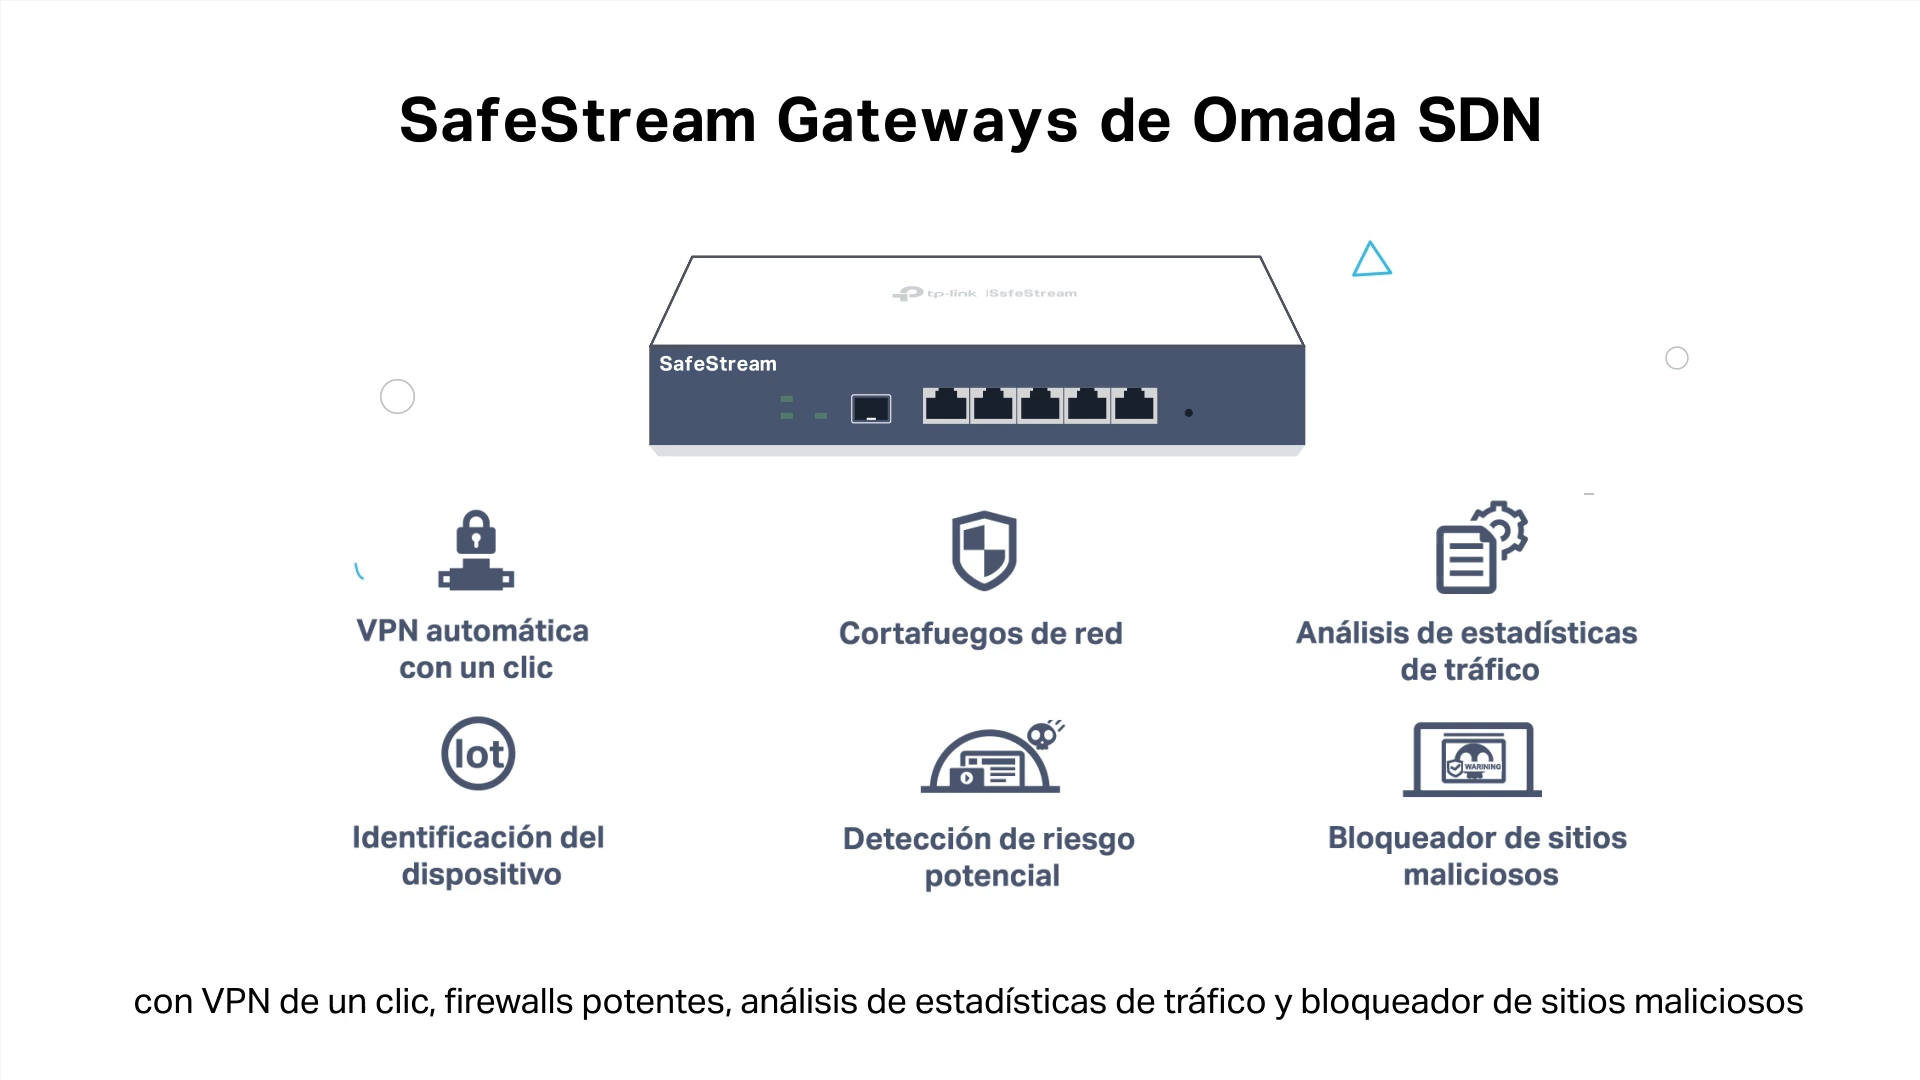 SafeStream Gateways de Omada SDN
tp-link | SsfeStream
SafeStream
VPN automática
con un clic
Cortafuegos de red
Análisis de estadísticas
de tráfico
Iot
Identificación del
dispositivo
Detección de riesgo
potencial
WARINING
Bloqueador de sitios
maliciosos
con VPN de un clic, firewalls potentes, análisis de estadísticas de tráfico y bloqueador de sitios maliciosos